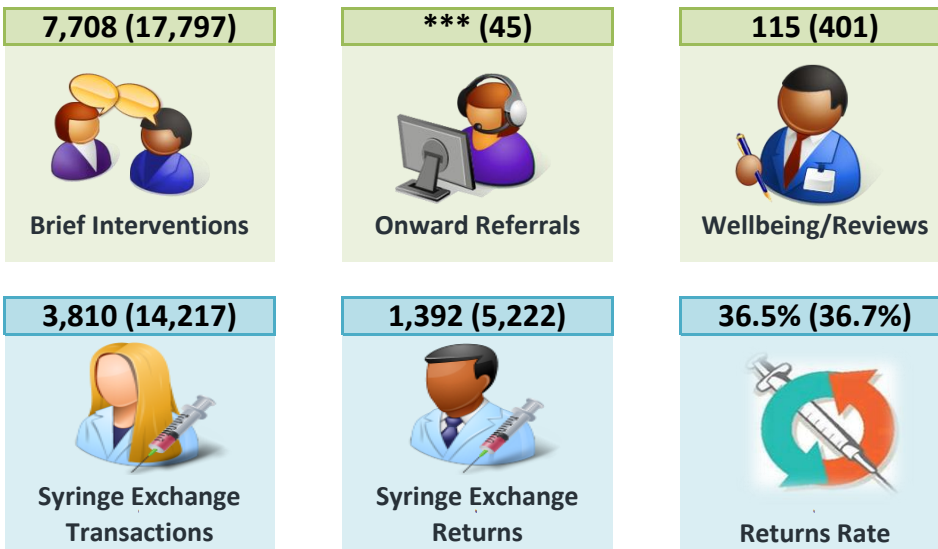 7,708 (17,797)
*** (45)
115 (401)
Brief Interventions
Onward Referrals
Wellbeing/Reviews
3,810 (14,217)
1,392 (5,222)
36.5% (36.7%)
Syringe Exchange
Transactions
Syringe Exchange
Returns
Returns Rate